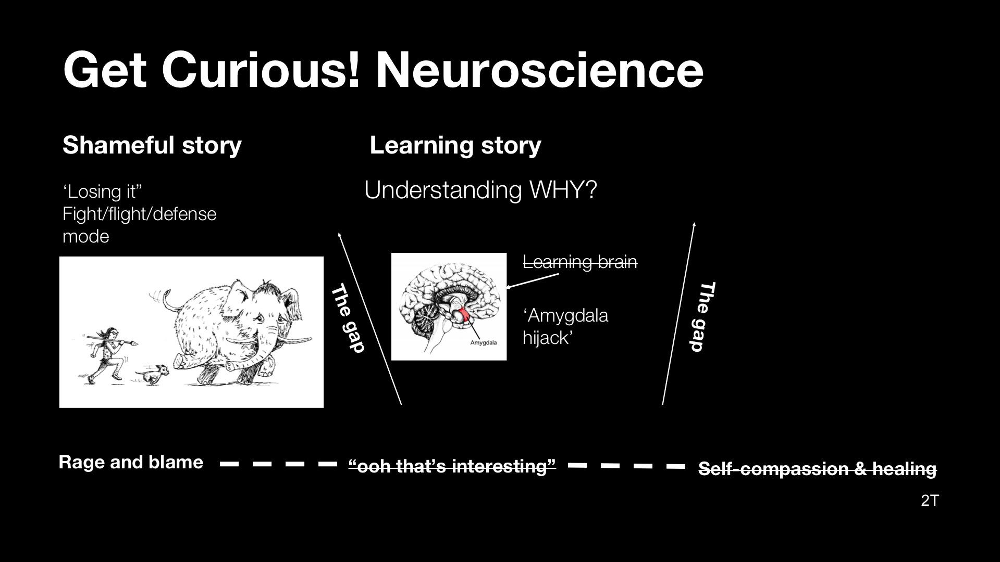 Get Curious! Neuroscience
Shameful story
Learning story
‘Losing it”
Fight/flight/defense
mode
Understanding WHY?
The gap
Learning brain
‘Amygdala
hijack’
Amygdala
The gap
Rage and blame
“ooh that’s interesting”
Self-compassion & healing
2T